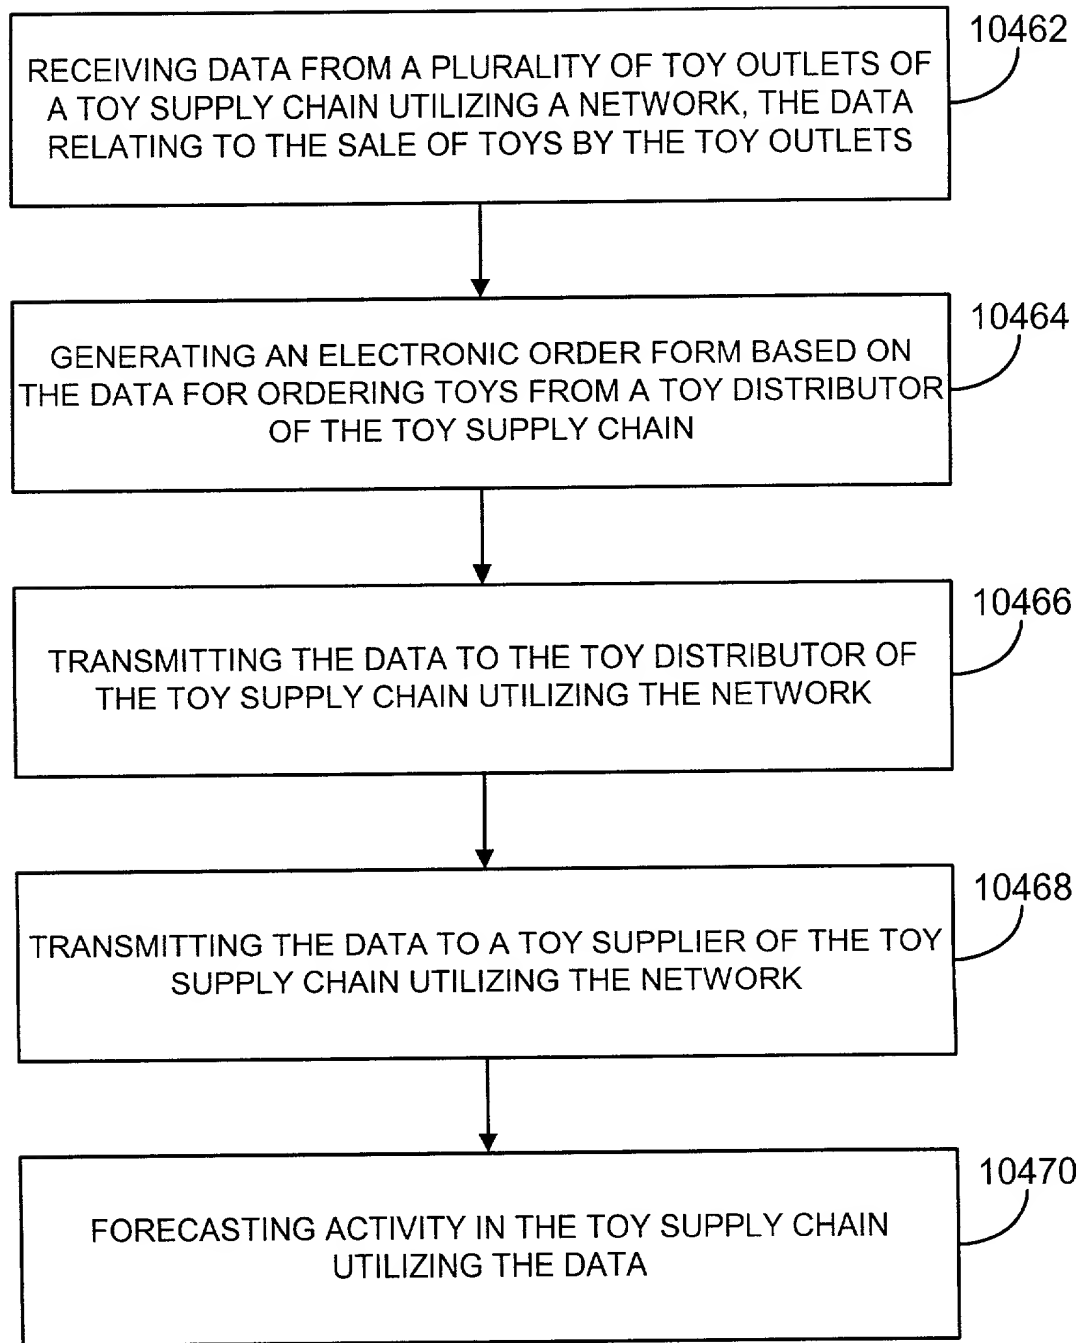 10462
RECEIVING DATA FROM A PLURALITY OF TOY OUTLETS OF
A TOY SUPPLY CHAIN UTILIZING A NETWORK, THE DATA
RELATING TO THE SALE OF TOYS BY THE TOY OUTLETS
10464
GENERATING AN ELECTRONIC ORDER FORM BASED ON
THE DATA FOR ORDERING TOYS FROM A TOY DISTRIBUTOR
OF THE TOY SUPPLY CHAIN
10466
TRANSMITTING THE DATA TO THE TOY DISTRIBUTOR OF
THE TOY SUPPLY CHAIN UTILIZING THE NETWORK
10468
TRANSMITTING THE DATA TO A TOY SUPPLIER OF THE TOY
SUPPLY CHAIN UTILIZING THE NETWORK
10470
FORECASTING ACTIVITY IN THE TOY SUPPLY CHAIN
UTILIZING THE DATA